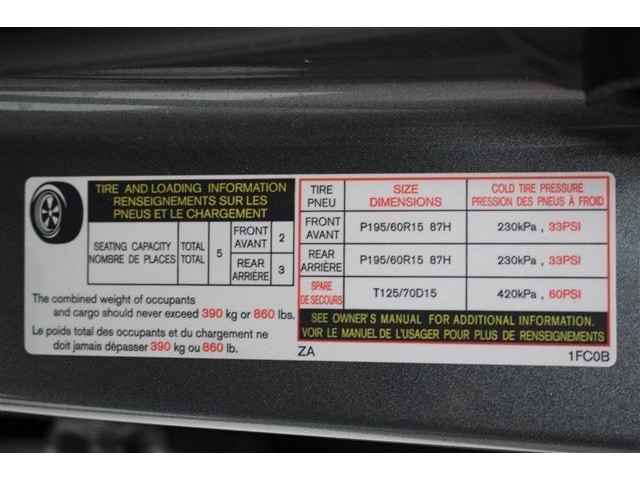 TIRE AND LOADING INFORMATION
RENSEIGNEMENTS SUR LES
PNEUS ET LE CHARGEMENT
SEATING CAPACITY
NOMBRE DE PLACES
TOTAL
TOTAL
5
FRONT
AVANT
2
REAR
ARRIÈRE
3
The combined weight of occupants
and cargo should never exceed 390 kg or 860 lbs.
Le poids total des occupants et du chargement ne
doit jamais dépasser 390 kg ou 860 lb.
TIRE
PNEU
SIZE
DIMENSIONS
COLD TIRE PRESSURE
PRESSION DES PNEUS À FROID
FRONT
AVANT
P195/60R15 87H
230kPa , 33PSI
REAR
ARRIÈRE
P195/60R15 87H
230kPa , 33PSI
SPARE
DE SECOURS
T125/70D15
420kPa , 60PSI
SEE OWNER'S MANUAL FOR ADDITIONAL INFORMATION.
VOIR LE MANUEL DE L'USAGER POUR PLUS DE RENSEIGNEMENTS
ZA
1FC0B